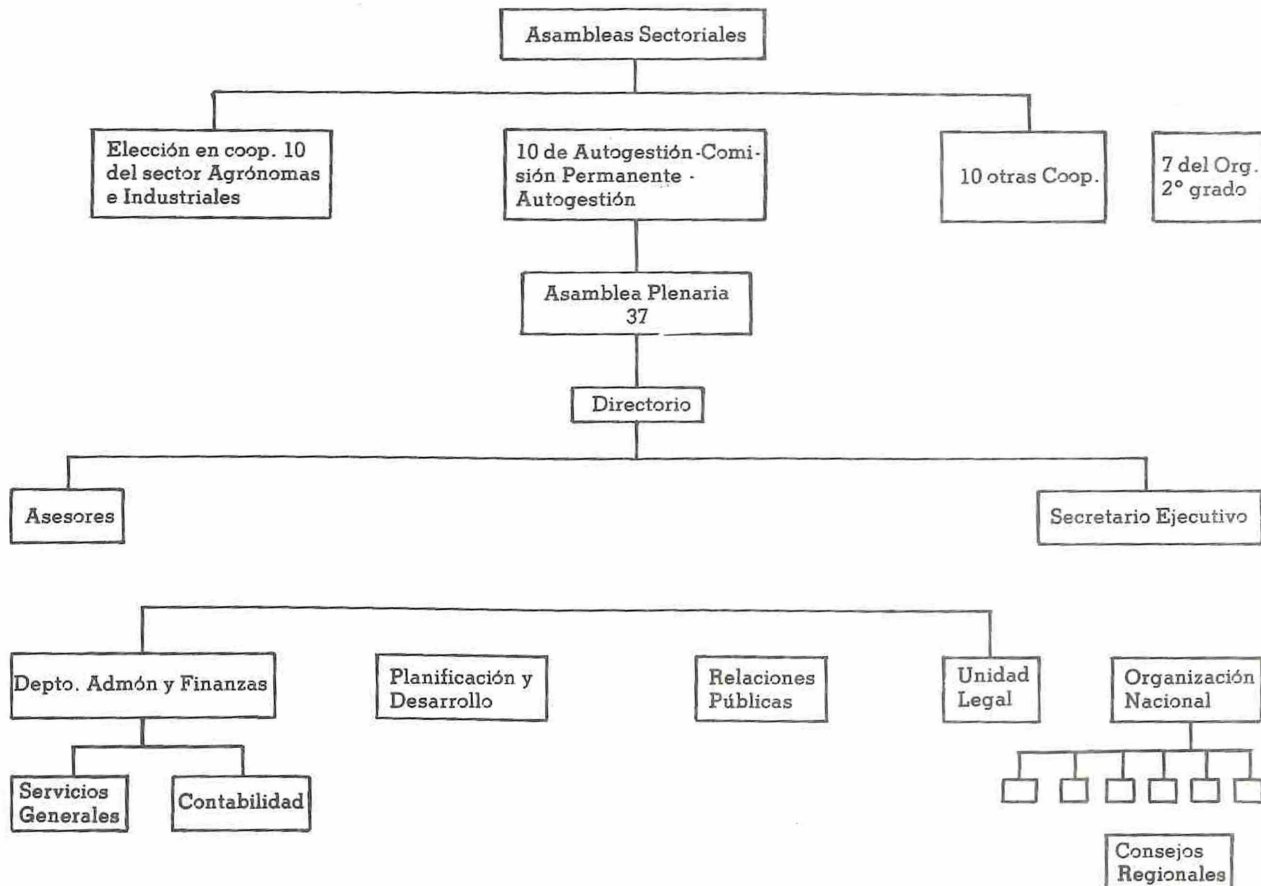 Asambleas Sectoriales
Elección en coop. 10
del sector Agrónomas
e Industriales
10 de Autogestión-Comi-
sión Permanente -
Autogestión
10 otras Coop.
7 del Org.
2° grado
Asamblea Plenaria
37
Directorio
Asesores
Secretario Ejecutivo
Depto. Admón y Finanzas
Planificación y
Desarrollo
Relaciones
Públicas
Unidad
Legal
Organización
Nacional
Servicios
Generales
Contabilidad
Consejos
Regionales